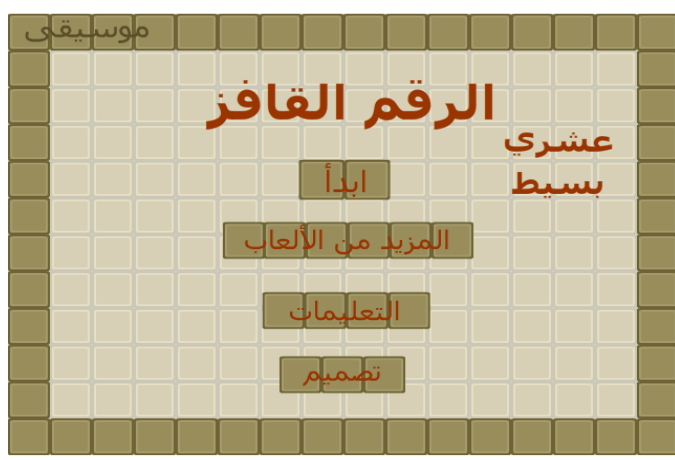 موسيقى
الرقم القافز
عشري
بسيط
ابدأ
المزيد من الألعاب
التعليمات
تصميم